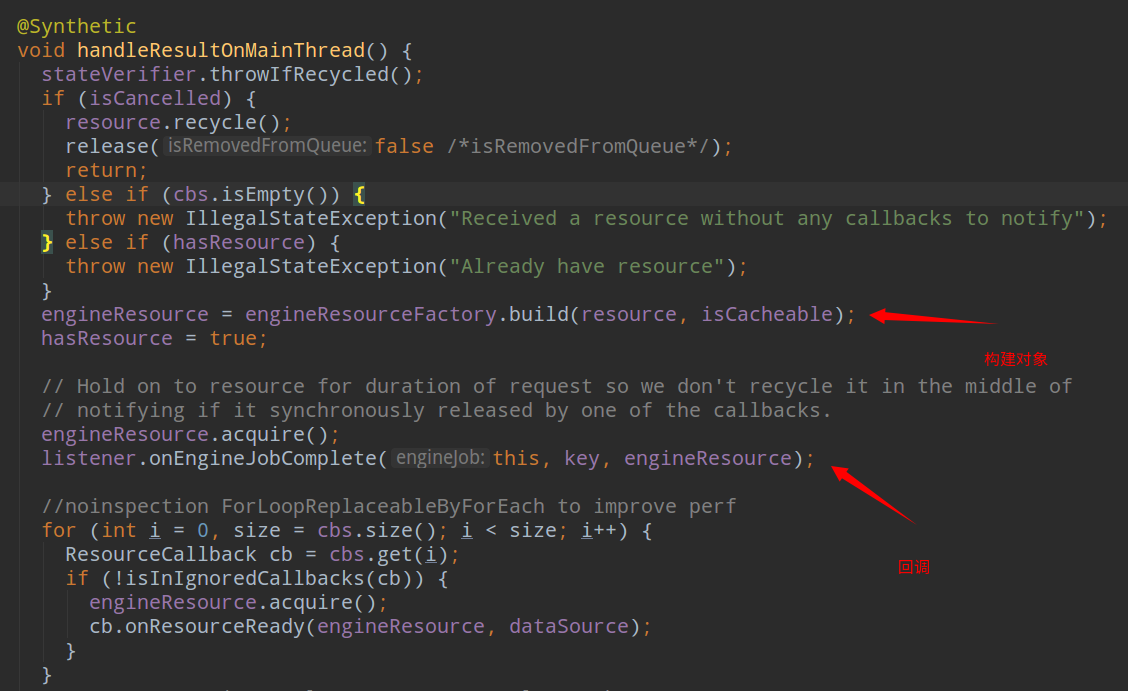 @Synthetic
void handleResultOnMainThread() {
stateVerifier.throwIfRecycled();
if (isCancelled) {
resource.recycle();
release( isRemovedFromQueue: false /*isRemovedFromQueue*/);
return;
} else if (cbs.isEmpty()) {
throw new IllegalStateException("Received a resource without any callbacks to notify");
} else if (hasResource) {
throw new IllegalStateException("Already have resource");
}
engineResource = engineResourceFactory.build(resource, isCacheable);
hasResource = true;
构建对象
// Hold on to resource for duration of request so we don't recycle it in the middle of
// notifying if it synchronously released by one of the callbacks.
engineResource.acquire();
listener.onEngineJobComplete( engineJob: this, key, engineResource);
//noinspection ForLoopReplaceableByForEach to improve perf
for (int i = 0, size = cbs.size(); i < size; i++) {
ResourceCallback cb = cbs.get(i);
回调
if (!isInIgnoredCallbacks(cb)) {
engineResource.acquire();
cb.onResourceReady(engineResource, dataSource);
}
}